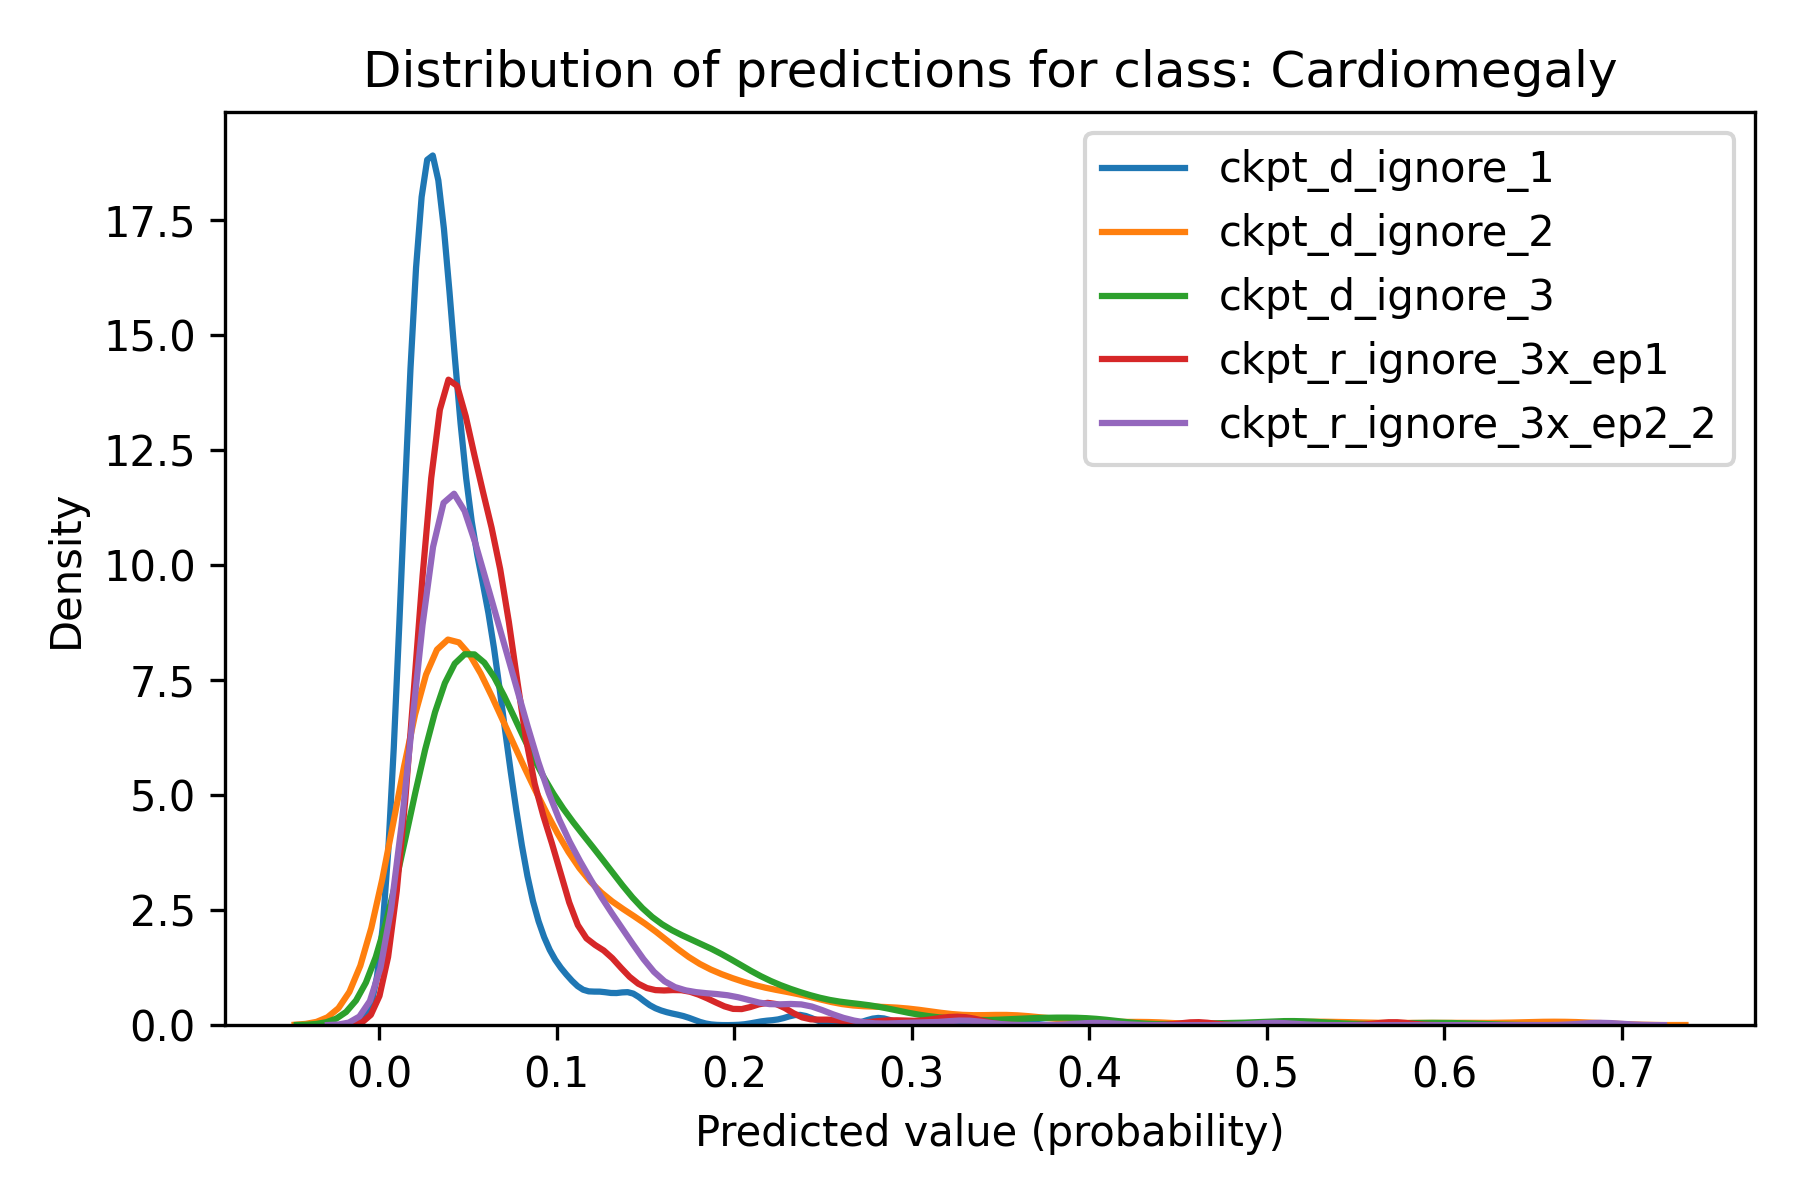 Distribution of predictions for class: Cardiomegaly
ckpt_d_ignore_1
ckpt_d_ignore_2
ckpt_d_ignore_3
ckpt_r_ignore_3x_ep1
ckpt_r_ignore_3x_ep2_2
Density
17.5
15.0
12.5
10.0
7.5
5.0
2.5
0.0
0.0 0.1 0.2 0.3 0.4 0.5 0.6 0.7
Predicted value (probability)